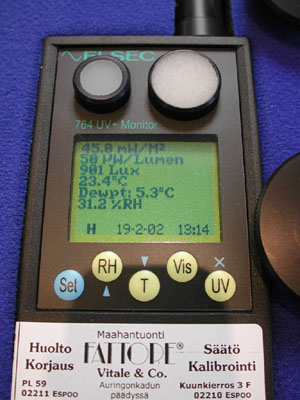 ELSEC
764 UV+ Monitor
45.0 mW/M²
50 µW/Lumen
901 Lux
23.4°C
Dewpt: 5.3°C
31.2 %RH
H 19-2-02 13:14
RH Vis
Set T UV
Maahantuonti
Huolto FATTORE® Säätö
Korjaus Vitale & Co. Kalibrointi
PL 59 Auringonkadun Kuunkierros 3 F
02211 ESPOO päädyssä 02210 ESPOO